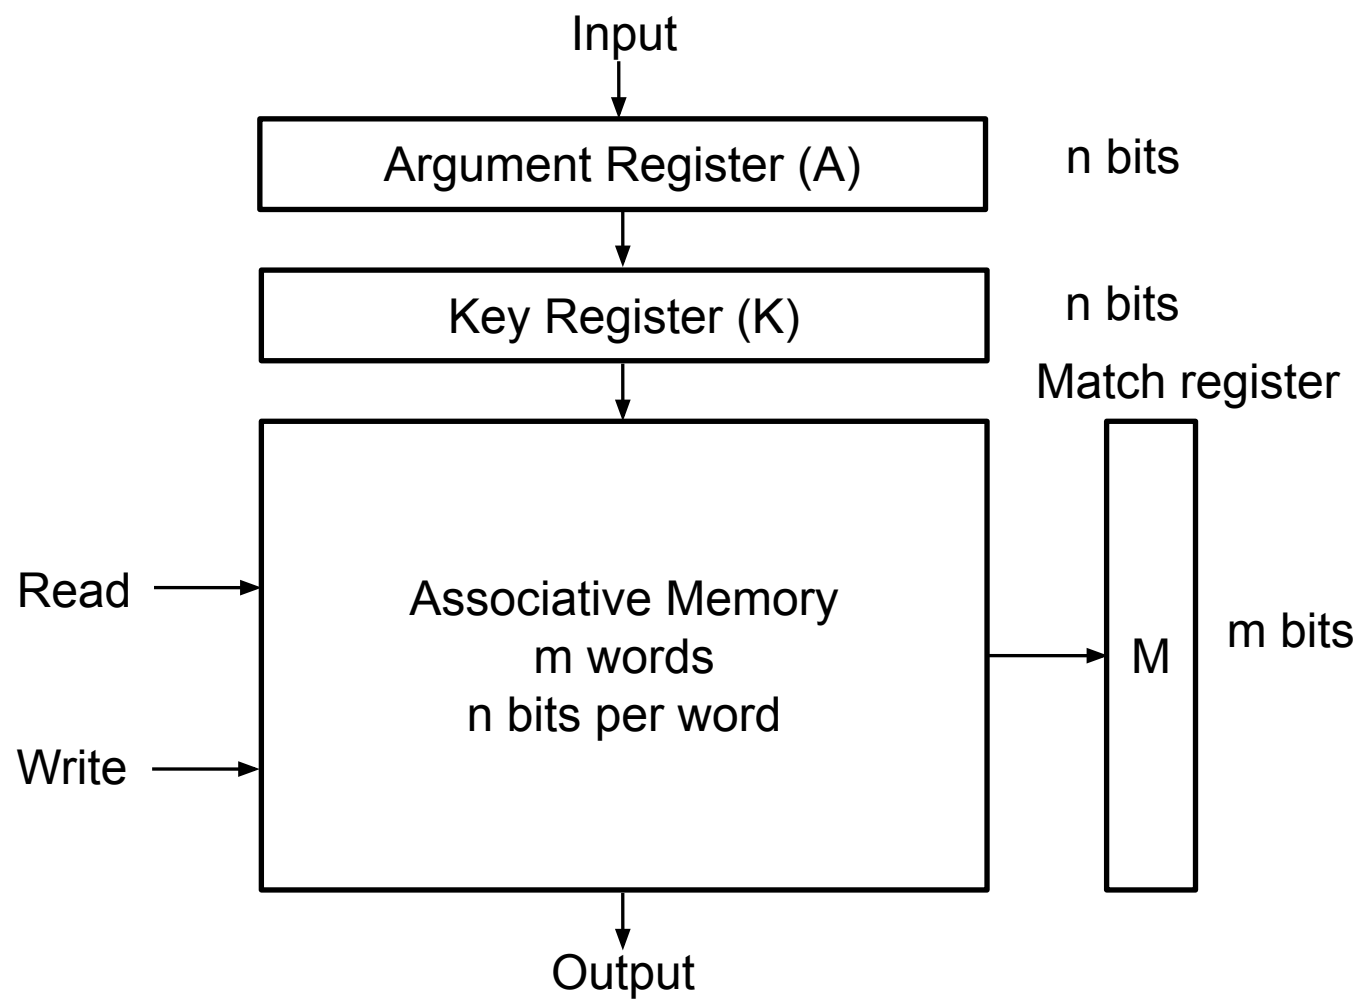 Input
Argument Register (A)
n bits
Key Register (K)
n bits
Match register
Read
Associative Memory
m words
n bits per word
M
m bits
Write
Output